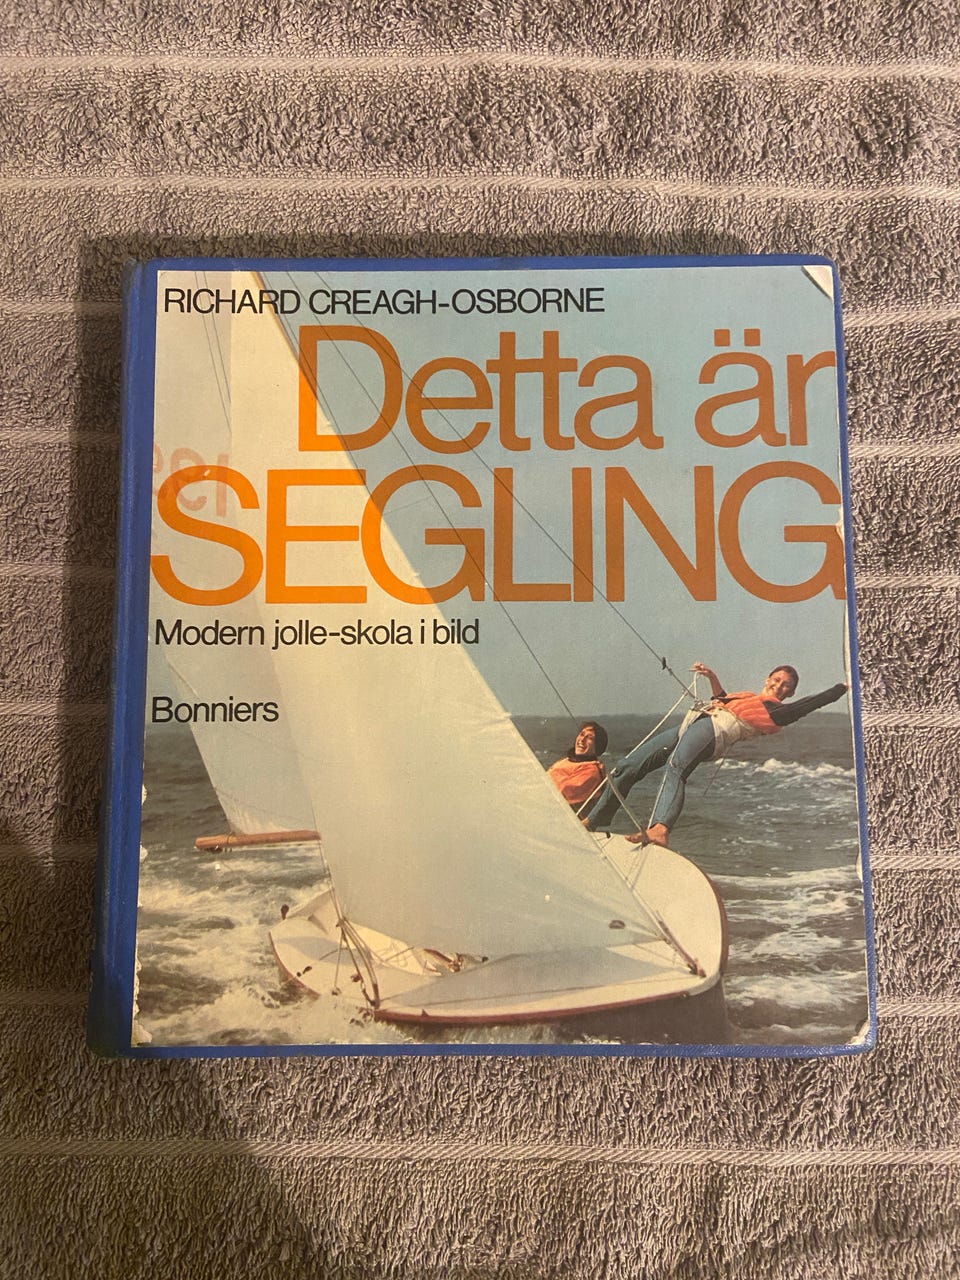 RICHARD CREAGH-OSBORNE
Detta är
SEGLING
Modern jolle-skola i bild
Bonniers